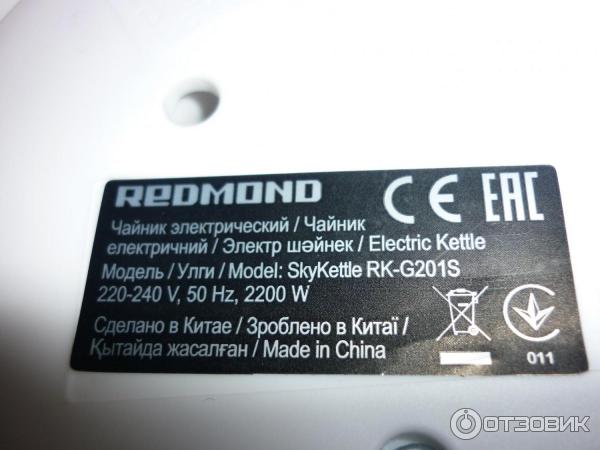 REDMOND
CE EAC
Чайник электрический / Чайник
електричний / Электр шәйнек / Electric Kettle
Модель / Улги / Model: SkyKettle RK-G201S
220-240 V, 50 Hz, 2200 W
Сделано в Китае / Зроблено в Китаї /
Қытайда жасалған / Made in China
011
ОТЗОВИК